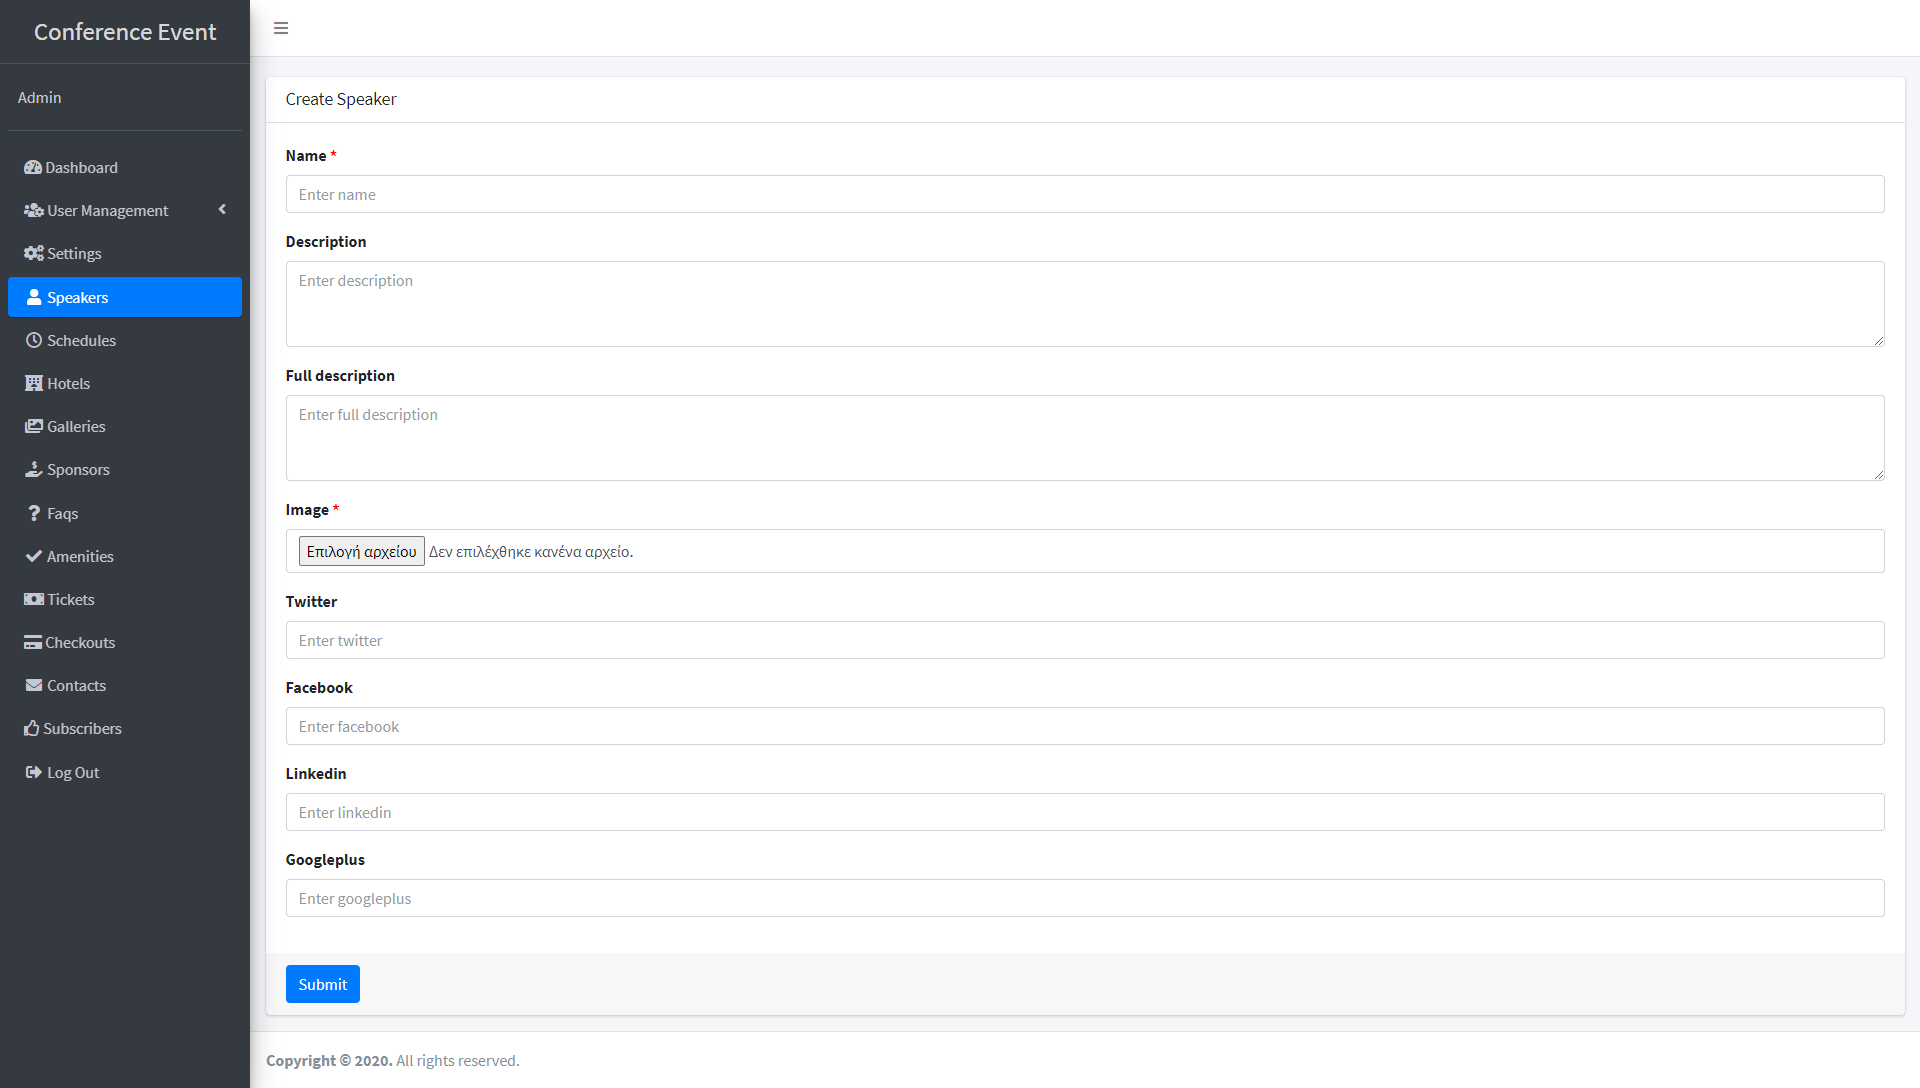 Conference Event
Admin
Dashboard
User Management
Settings
Speakers
Schedules
Hotels
Galleries
Sponsors
Faqs
Amenities
Tickets
Checkouts
Contacts
Subscribers
Log Out
Create Speaker
Name *
Enter name
Description
Enter description
Full description
Enter full description
Image *
Επιλογή αρχείου Δεν επιλέχθηκε κανένα αρχείο.
Twitter
Enter twitter
Facebook
Enter facebook
Linkedin
Enter linkedin
Googleplus
Enter googleplus
Submit
Copyright © 2020. All rights reserved.